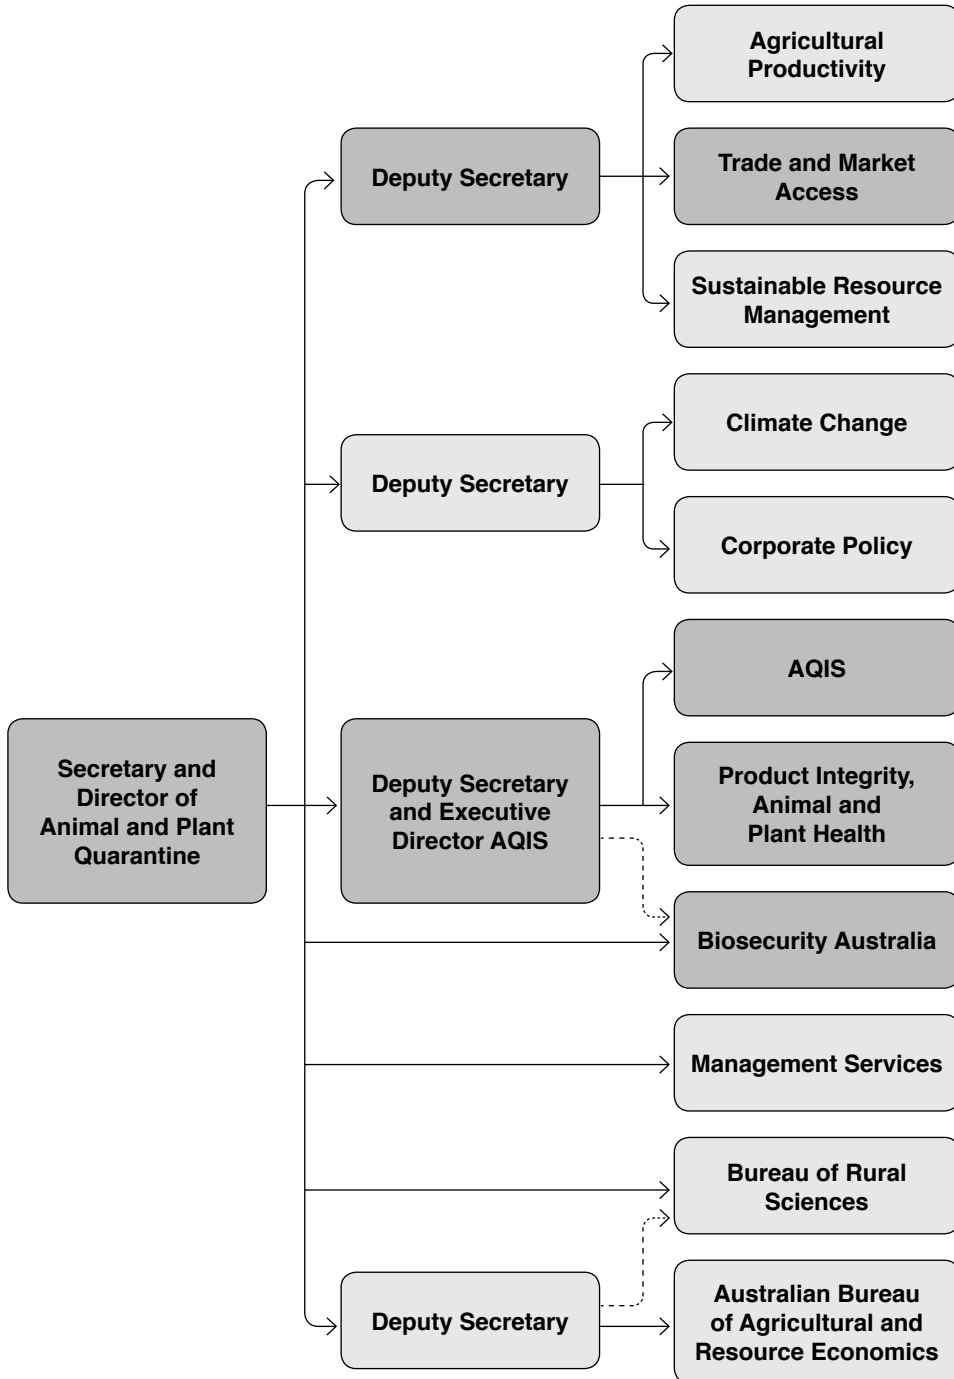 Agricultural
Productivity
Deputy Secretary
Trade and Market
Access
Sustainable Resource
Management
Climate Change
Deputy Secretary
Corporate Policy
AQIS
Secretary and
Director of
Animal and Plant
Quarantine
Deputy Secretary
and Executive
Director AQIS
Product Integrity,
Animal and
Plant Health
Biosecurity Australia
Management Services
Bureau of Rural
Sciences
Deputy Secretary
Australian Bureau
of Agricultural and
Resource Economics